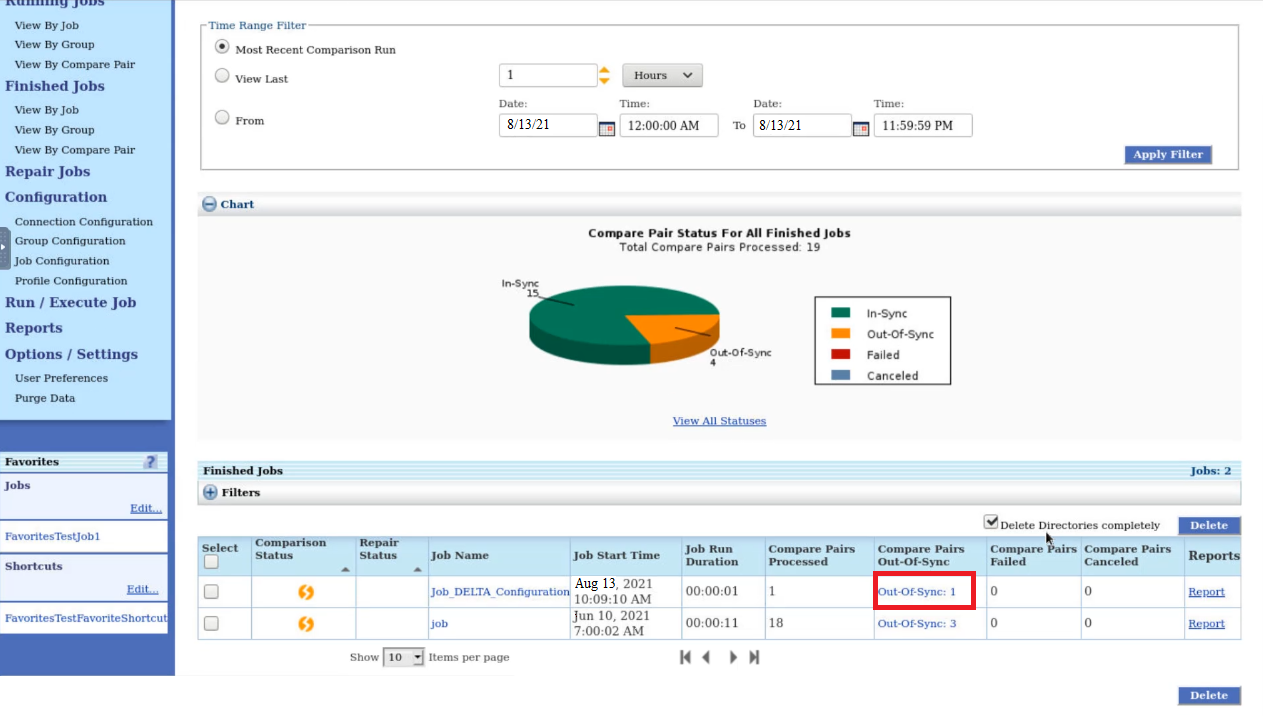 Running Jobs
View By Job
View By Group
View By Compare Pair
Finished Jobs
View By Job
View By Group
View By Compare Pair
Repair Jobs
Configuration
Connection Configuration
Group Configuration
Job Configuration
Profile Configuration
Run / Execute Job
Reports
Options / Settings
User Preferences
Purge Data
Favorites ?
Jobs
Edit...
FavoritesTestJob1
Shortcuts
Edit...
FavoritesTestFavoriteShortcut
Time Range Filter
Most Recent Comparison Run
View Last 1 Hours
Date: Time: Date: Time:
From 8/13/21 12:00:00 AM To 8/13/21 11:59:59 PM
Apply Filter
Chart
Compare Pair Status For All Finished Jobs
Total Compare Pairs Processed: 19
In-Sync
15
Out-Of-Sync
4
In-Sync
Out-Of-Sync
Failed
Canceled
View All Statuses
Finished Jobs Jobs: 2
Filters
Delete Directories completely Delete
Select Comparison Status Repair Status Job Name Job Start Time Job Run Duration Compare Pairs Processed Compare Pairs Out-Of-Sync Compare Pairs Failed Compare Pairs Canceled Reports
Job_DELTA_Configuration Aug 13, 2021 10:09:10 AM 00:00:01 1 Out-Of-Sync: 1 0 0 Report
job Jun 10, 2021 7:00:02 AM 00:00:11 18 Out-Of-Sync: 3 0 0 Report
Show 10 Items per page
Delete